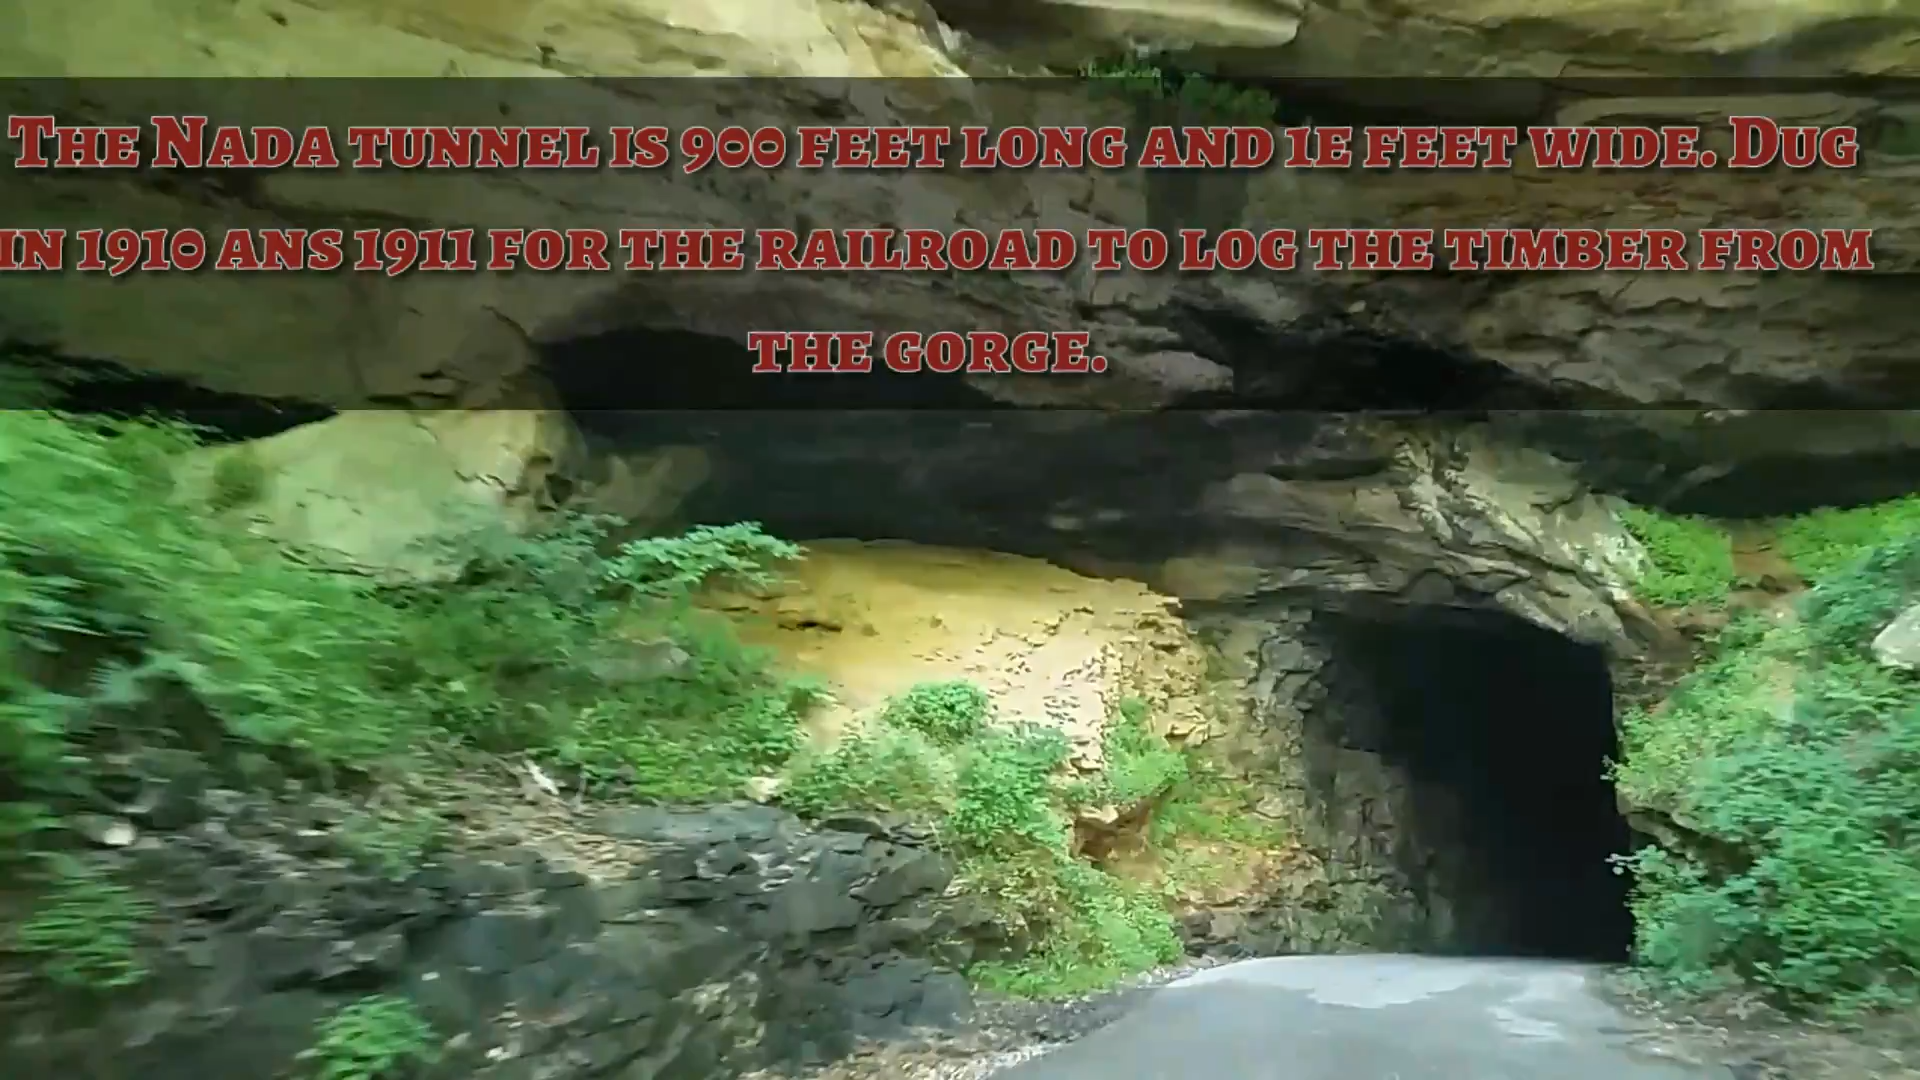 The Nada tunnel is 900 feet long and 1e feet wide. Dug
in 1910 ans 1911 for the railroad to log the timber from
the gorge.